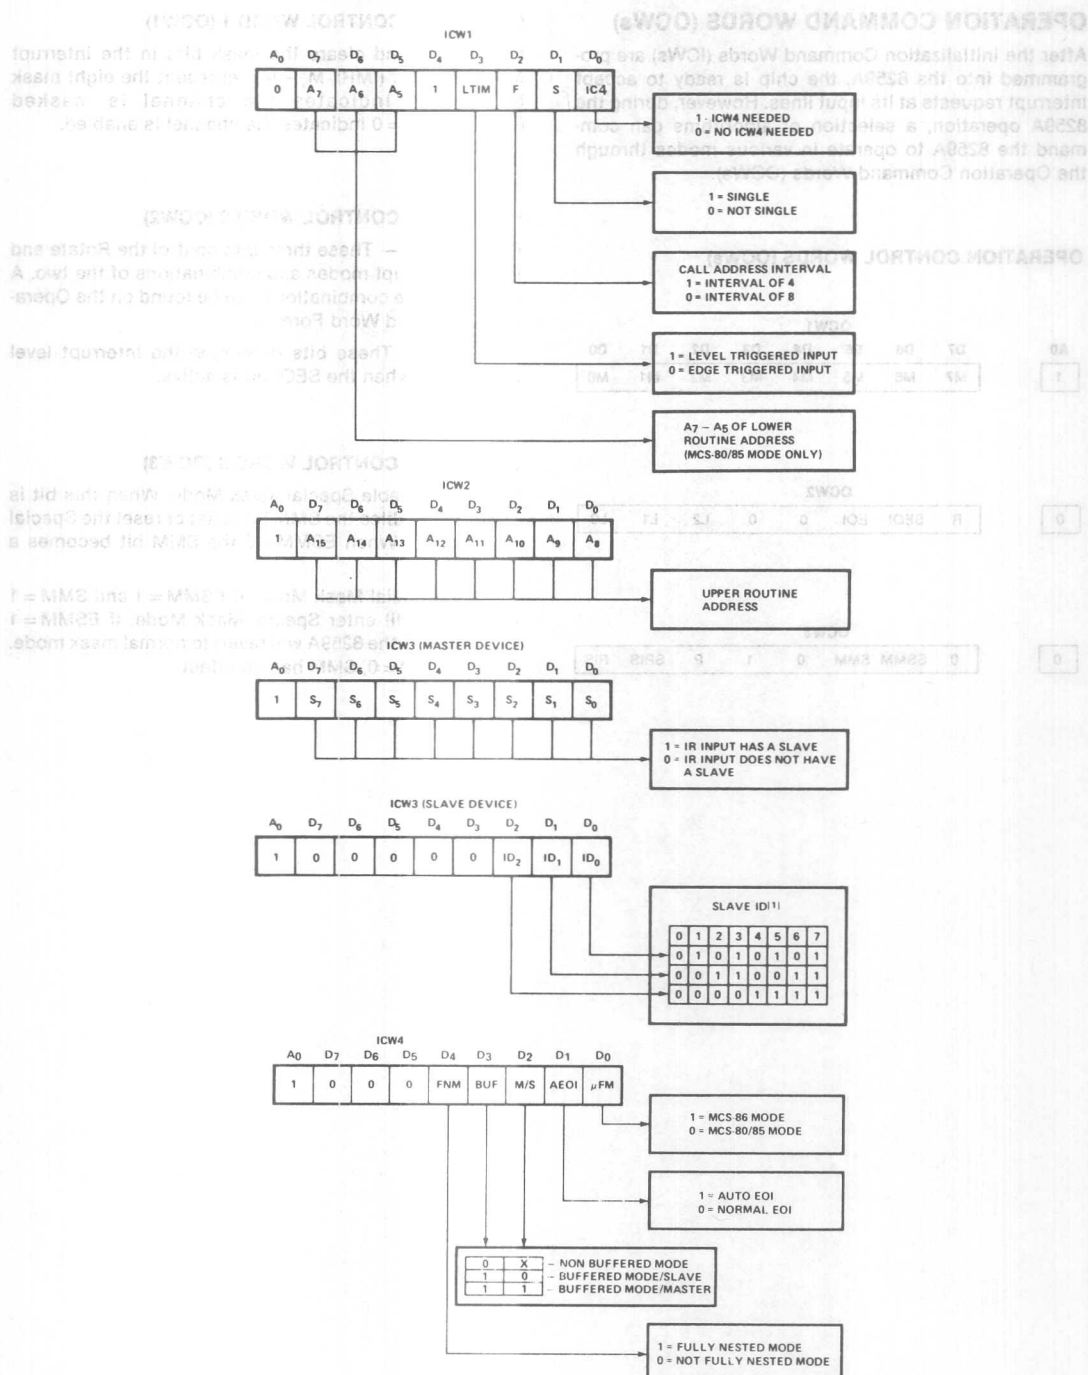 ICW1
A0 D7 D6 D5 D4 D3 D2 D1 D0
0 A7 A6 A5 1 LTIM F S IC4
1 - ICW4 NEEDED
0 = NO ICW4 NEEDED
1 = SINGLE
0 = NOT SINGLE
CALL ADDRESS INTERVAL
1 = INTERVAL OF 4
0 = INTERVAL OF 8
1 = LEVEL TRIGGERED INPUT
0 = EDGE TRIGGERED INPUT
A7 – A5 OF LOWER
ROUTINE ADDRESS
(MCS-80/85 MODE ONLY)
ICW2
A0 D7 D6 D5 D4 D3 D2 D1 D0
1 A15 A14 A13 A12 A11 A10 A9 A8
UPPER ROUTINE
ADDRESS
ICW3 (MASTER DEVICE)
A0 D7 D6 D5 D4 D3 D2 D1 D0
1 S7 S6 S5 S4 S3 S2 S1 S0
1 = IR INPUT HAS A SLAVE
0 = IR INPUT DOES NOT HAVE
A SLAVE
ICW3 (SLAVE DEVICE)
A0 D7 D6 D5 D4 D3 D2 D1 D0
1 0 0 0 0 0 ID2 ID1 ID0
SLAVE ID[1]
0 1 2 3 4 5 6 7
0 1 0 1 0 1 0 1
0 0 1 1 0 0 1 1
0 0 0 0 1 1 1 1
ICW4
A0 D7 D6 D5 D4 D3 D2 D1 D0
1 0 0 0 FNM BUF M/S AEOI μFM
1 = MCS-86 MODE
0 = MCS-80/85 MODE
1 = AUTO EOI
0 = NORMAL EOI
0 X – NON BUFFERED MODE
1 0 – BUFFERED MODE/SLAVE
1 1 – BUFFERED MODE/MASTER
1 = FULLY NESTED MODE
0 = NOT FULLY NESTED MODE